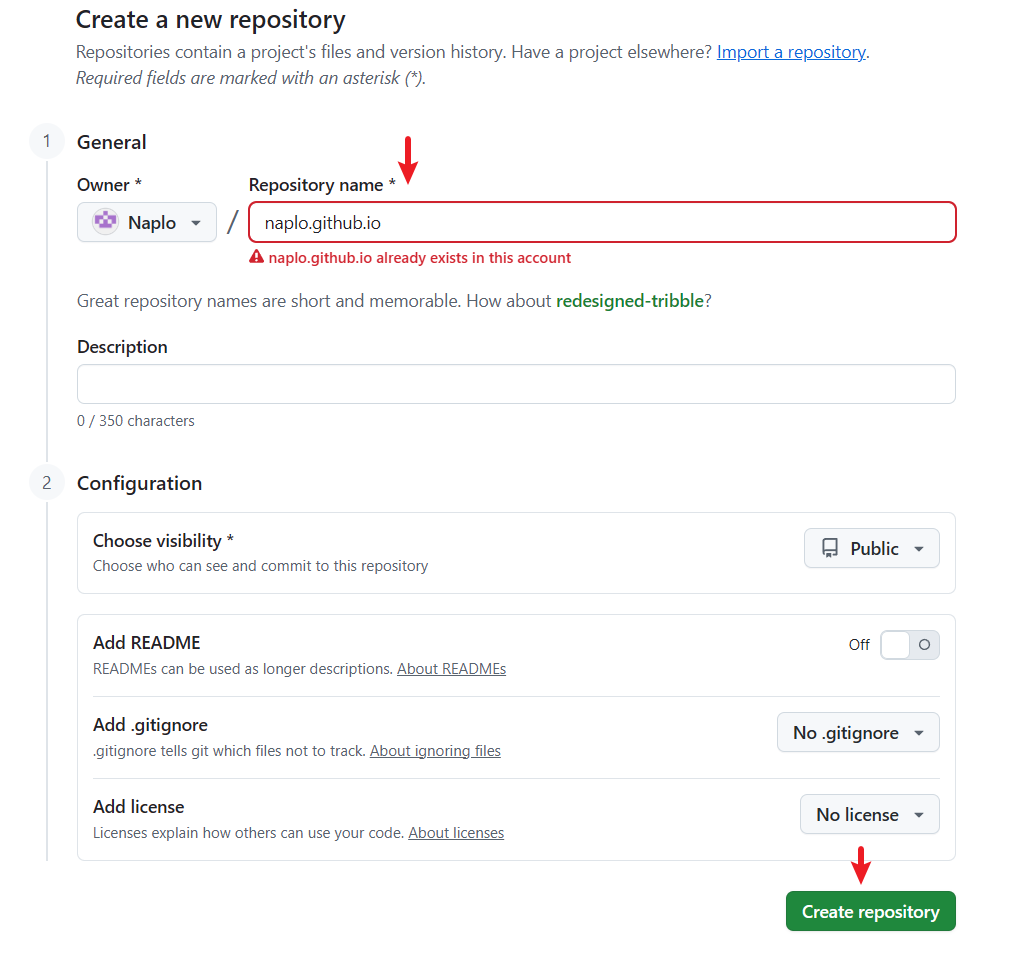 Create a new repository
Repositories contain a project's files and version history. Have a project elsewhere? Import a repository.
Required fields are marked with an asterisk (*).
1
General
Owner *
Repository name *
Naplo
/
naplo.github.io
naplo.github.io already exists in this account
Great repository names are short and memorable. How about redesigned-tribble?
Description
0 / 350 characters
2
Configuration
Choose visibility *
Choose who can see and commit to this repository
Public
Add README
READMEs can be used as longer descriptions. About READMEs
Off
Add .gitignore
.gitignore tells git which files not to track. About ignoring files
No .gitignore
Add license
Licenses explain how others can use your code. About licenses
No license
Create repository